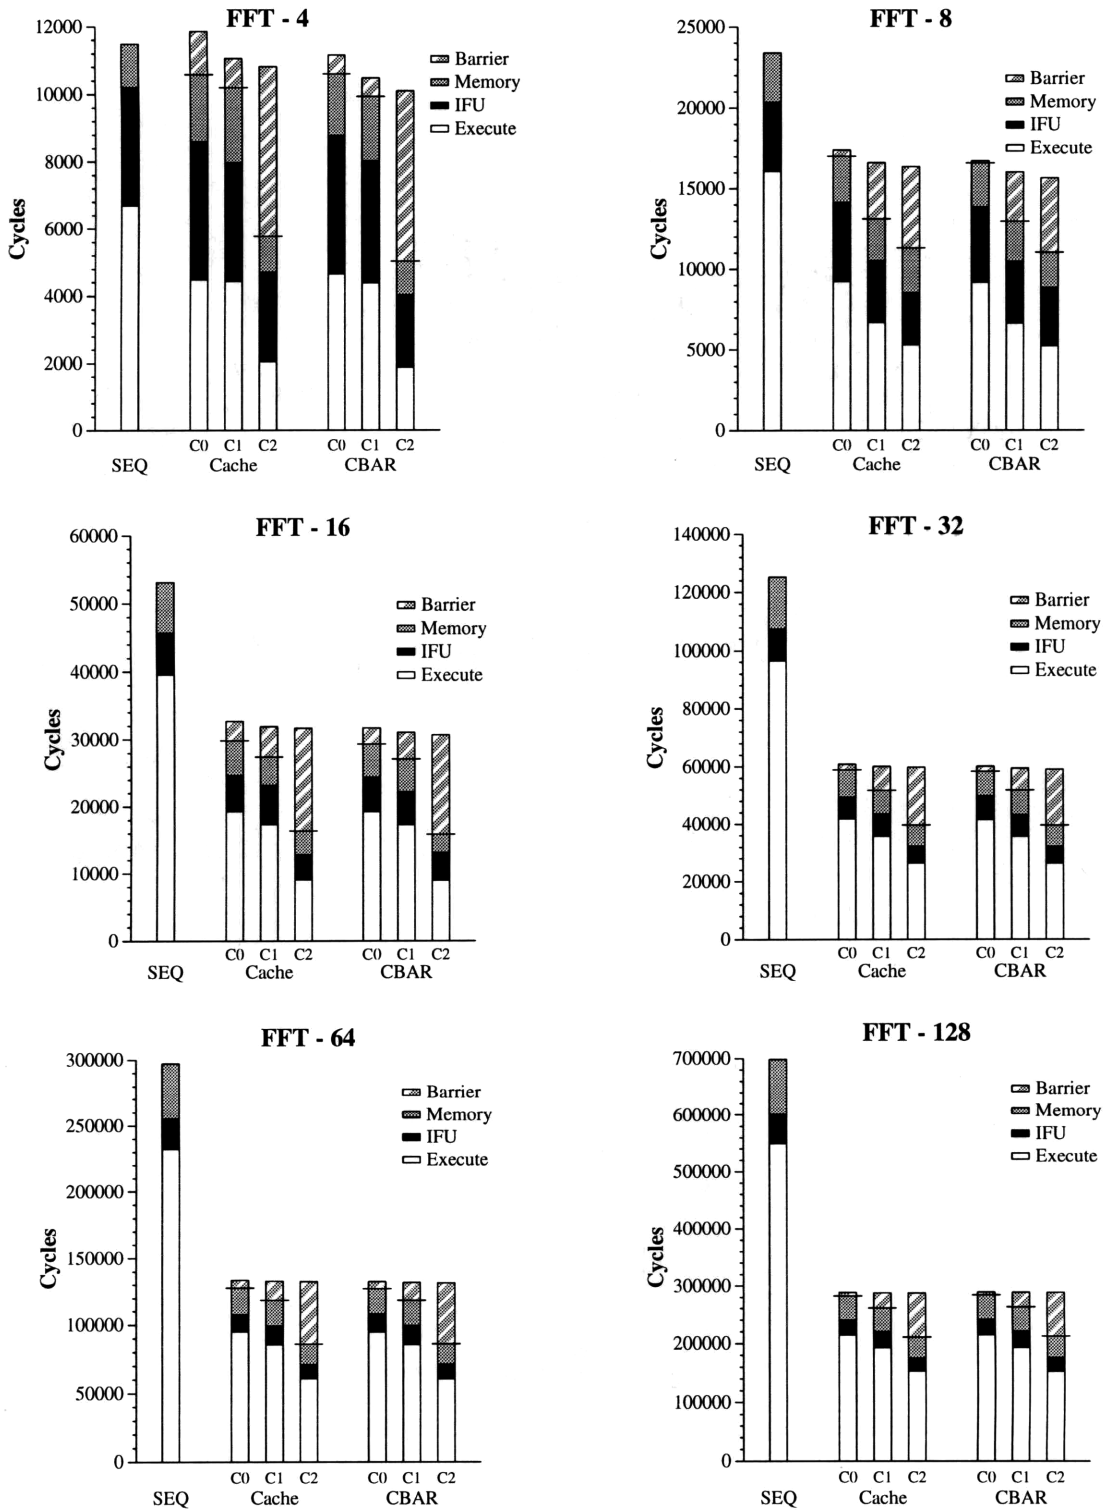 FFT - 4
12000
10000
8000
6000
4000
2000
0
Cycles
Barrier
Memory
IFU
Execute
C0 C1 C2 C0 C1 C2
SEQ Cache CBAR
FFT - 8
25000
20000
15000
10000
5000
0
Cycles
Barrier
Memory
IFU
Execute
C0 C1 C2 C0 C1 C2
SEQ Cache CBAR
FFT - 16
60000
50000
40000
30000
20000
10000
0
Cycles
Barrier
Memory
IFU
Execute
C0 C1 C2 C0 C1 C2
SEQ Cache CBAR
FFT - 32
140000
120000
100000
80000
60000
40000
20000
0
Cycles
Barrier
Memory
IFU
Execute
C0 C1 C2 C0 C1 C2
SEQ Cache CBAR
FFT - 64
300000
250000
200000
150000
100000
50000
0
Cycles
Barrier
Memory
IFU
Execute
C0 C1 C2 C0 C1 C2
SEQ Cache CBAR
FFT - 128
700000
600000
500000
400000
300000
200000
100000
0
Cycles
Barrier
Memory
IFU
Execute
C0 C1 C2 C0 C1 C2
SEQ Cache CBAR